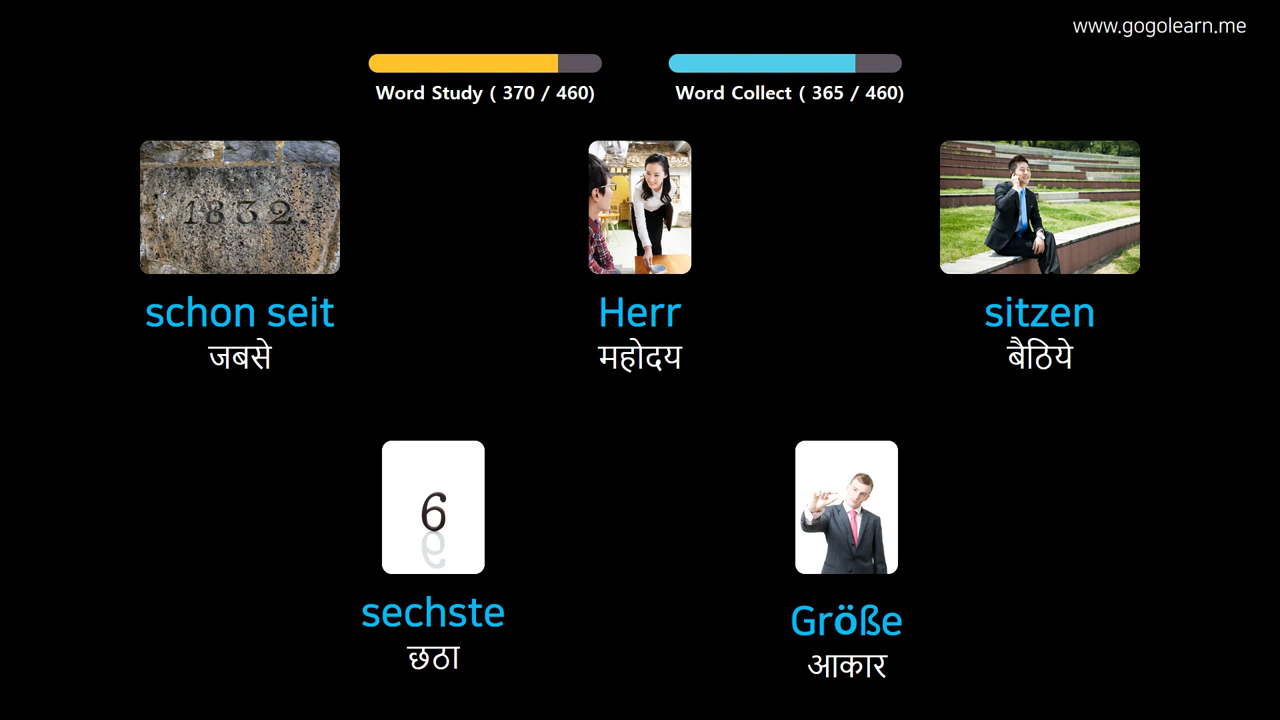 www.gogolearn.me
Word Study ( 370 / 460)
Word Collect ( 365 / 460)
1832.
schon seit
जबसे
Herr
महोदय
sitzen
बैठिये
6
sechste
छठा
Größe
आकार